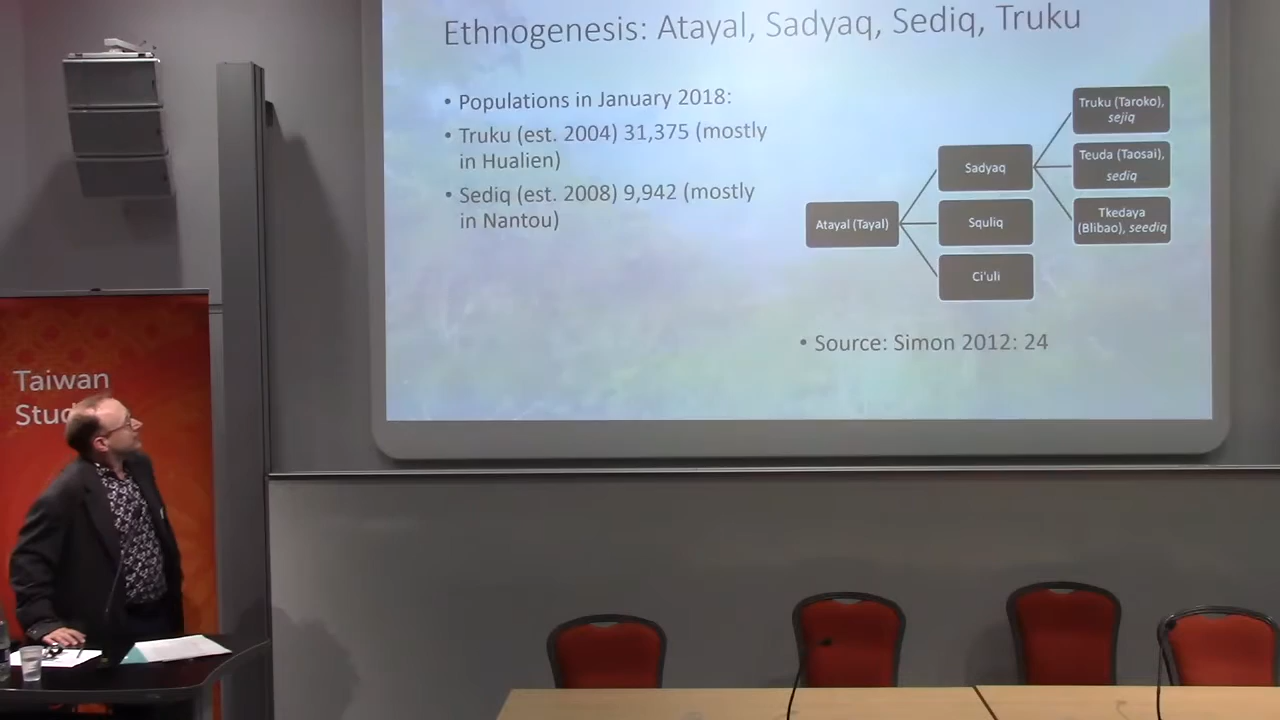 Ethnogenesis: Atayal, Sadyaq, Sediq, Truku
• Populations in January 2018:
• Truku (est. 2004) 31,375 (mostly
in Hualien)
• Sediq (est. 2008) 9,942 (mostly
in Nantou)
Atayal (Tayal)
Sadyaq
Squliq
Ci'uli
Truku (Taroko),
sejiq
Teuda (Taosai),
sediq
Tkedaya
(Blibao), seediq
• Source: Simon 2012: 24
Taiwan
Stud